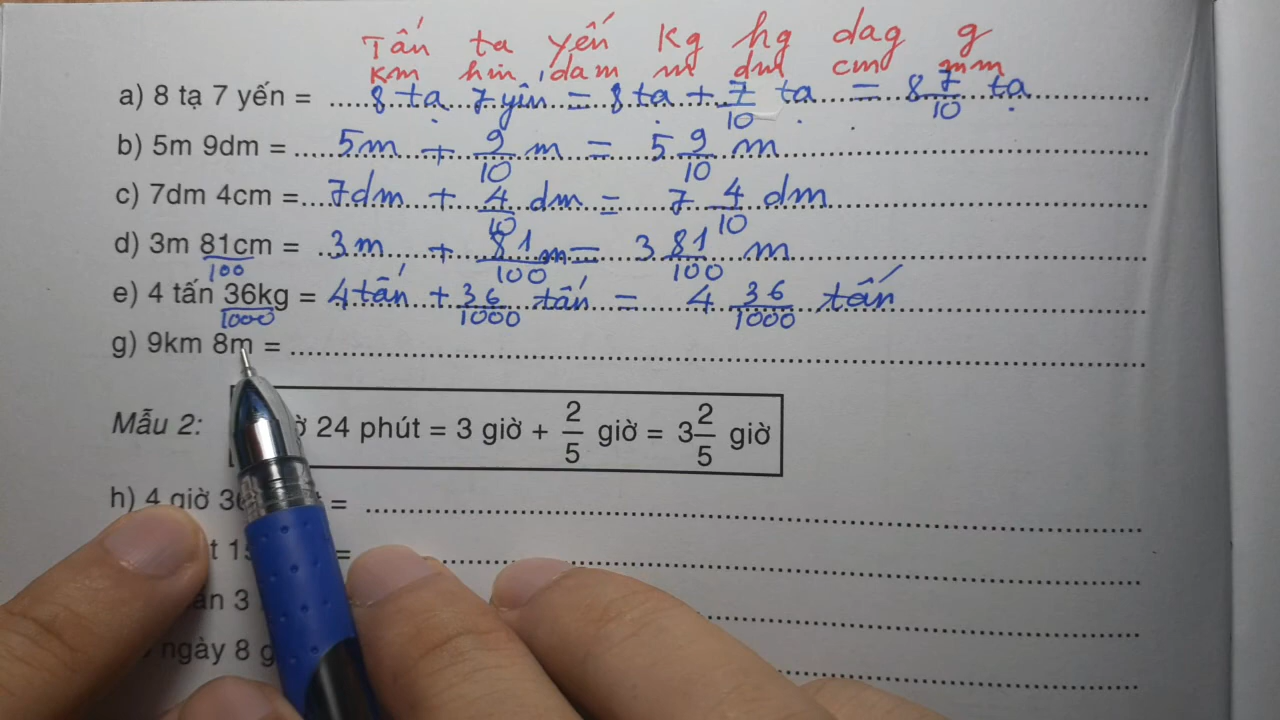 Tấn ta yến Kg hg dag g
km hm dam m dm cm mm
a) 8 tạ 7 yến = 8 tạ 7 yến = 8 tạ + 7/10 tạ = 8 7/10 tạ
b) 5m 9dm = 5m + 9/10 m = 5 9/10 m
c) 7dm 4cm = 7dm + 4/10 dm = 7 4/10 dm
d) 3m 81cm = 3m + 81/100 m = 3 81/100 m
100
e) 4 tấn 36kg = 4 tấn + 36/1000 tấn = 4 36/1000 tấn
1000
g) 9km 8m =
Mẫu 2: 24 phút = 3 giờ + 2/5 giờ = 3 2/5 giờ
h) 4 giờ =
=
3
ngày 8